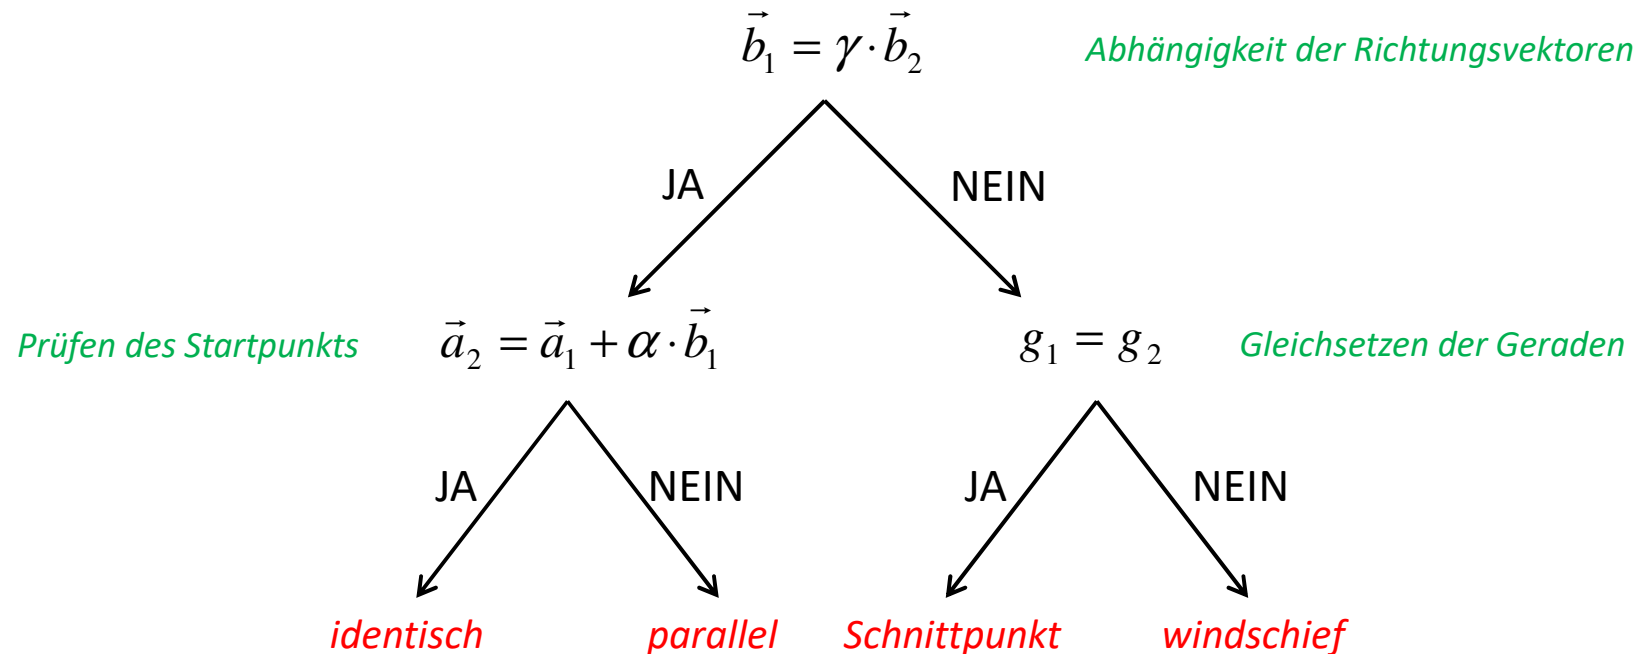 b⃗₁ = γ · b⃗₂ Abhängigkeit der Richtungsvektoren
JA NEIN
Prüfen des Startpunkts a⃗₂ = a⃗₁ + α · b⃗₁ g₁ = g₂ Gleichsetzen der Geraden
JA NEIN JA NEIN
identisch parallel Schnittpunkt windschief